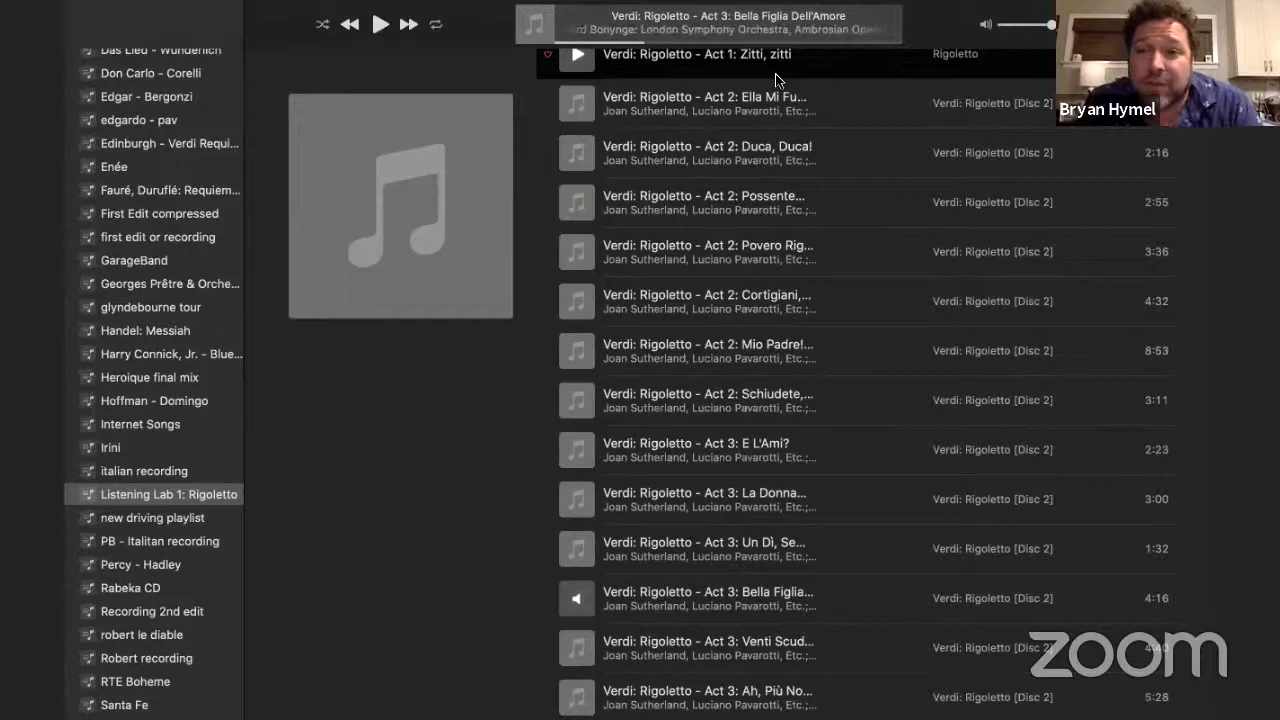 Verdi: Rigoletto - Act 3: Bella Figlia Dell'Amore
rd Bonynge: London Symphony Orchestra, Ambrosian Ope
Bryan Hymel
Das Lied - Wunderlich
Don Carlo - Corelli
Edgar - Bergonzi
edgardo - pav
Edinburgh - Verdi Requi...
Enée
Fauré, Duruflé: Requiem...
First Edit compressed
first edit or recording
GarageBand
Georges Prêtre & Orche...
glyndebourne tour
Handel: Messiah
Harry Connick, Jr. - Blue...
Heroique final mix
Hoffman - Domingo
Internet Songs
Irini
italian recording
Listening Lab 1: Rigoletto
new driving playlist
PB - Italitan recording
Percy - Hadley
Rabeka CD
Recording 2nd edit
robert le diable
Robert recording
RTE Boheme
Santa Fe
Verdi: Rigoletto - Act 1: Zitti, zitti
Rigoletto
Verdi: Rigoletto - Act 2: Ella Mi Fu...
Joan Sutherland, Luciano Pavarotti, Etc.;...
Verdi: Rigoletto [Disc 2]
Verdi: Rigoletto - Act 2: Duca, Duca!
Joan Sutherland, Luciano Pavarotti, Etc.;...
Verdi: Rigoletto [Disc 2]
2:16
Verdi: Rigoletto - Act 2: Possente...
Joan Sutherland, Luciano Pavarotti, Etc.;...
Verdi: Rigoletto [Disc 2]
2:55
Verdi: Rigoletto - Act 2: Povero Rig...
Joan Sutherland, Luciano Pavarotti, Etc.;...
Verdi: Rigoletto [Disc 2]
3:36
Verdi: Rigoletto - Act 2: Cortigiani,...
Joan Sutherland, Luciano Pavarotti, Etc.;...
Verdi: Rigoletto [Disc 2]
4:32
Verdi: Rigoletto - Act 2: Mio Padre!...
Joan Sutherland, Luciano Pavarotti, Etc.;...
Verdi: Rigoletto [Disc 2]
8:53
Verdi: Rigoletto - Act 2: Schiudete,...
Joan Sutherland, Luciano Pavarotti, Etc.;...
Verdi: Rigoletto [Disc 2]
3:11
Verdi: Rigoletto - Act 3: E L'Ami?
Joan Sutherland, Luciano Pavarotti, Etc.;...
Verdi: Rigoletto [Disc 2]
2:23
Verdi: Rigoletto - Act 3: La Donna...
Joan Sutherland, Luciano Pavarotti, Etc.;...
Verdi: Rigoletto [Disc 2]
3:00
Verdi: Rigoletto - Act 3: Un Dì, Se...
Joan Sutherland, Luciano Pavarotti, Etc.;...
Verdi: Rigoletto [Disc 2]
1:32
Verdi: Rigoletto - Act 3: Bella Figlia...
Joan Sutherland, Luciano Pavarotti, Etc.;...
Verdi: Rigoletto [Disc 2]
4:16
Verdi: Rigoletto - Act 3: Venti Scud...
Joan Sutherland, Luciano Pavarotti, Etc.;...
Verdi: Rigoletto [Disc 2]
4:40
zoom
Verdi: Rigoletto - Act 3: Ah, Più No...
Joan Sutherland, Luciano Pavarotti, Etc.;...
Verdi: Rigoletto [Disc 2]
5:28